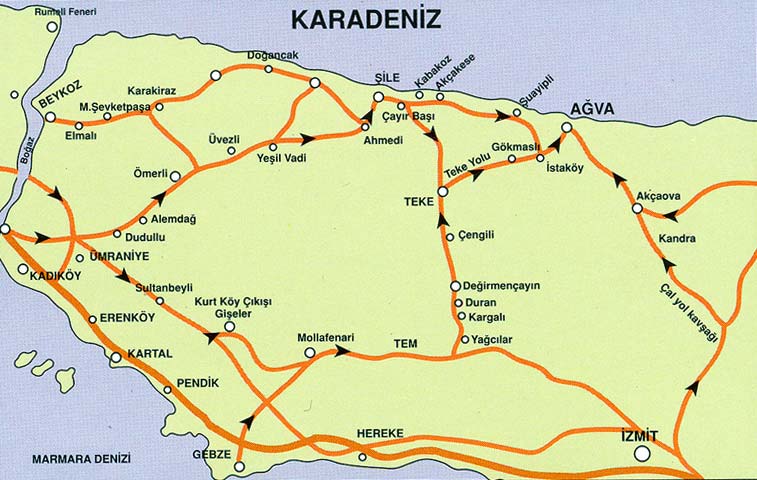 KARADENİZ
Rumeli Feneri
Doğancak
ŞİLE
Kabakoz
Akçakese
BEYKOZ
Karakiraz
M.Şevketpaşa
Elmalı
Çayır Başı
Şuayipli
AĞVA
Boğaz
Üvezli
Yeşil Vadi
Ahmedi
Gökmaslı
Teke Yolu
İstaköy
Ömerli
TEKE
Akçaova
Alemdağ
Dudullu
Çengili
Kandra
ÜMRANİYE
KADIKÖY
Sultanbeyli
Değirmençayın
Duran
Kargalı
Çal yol kavşağı
Kurt Köy Çıkışı
Gişeler
ERENKÖY
Mollafenari
TEM
Yağcılar
KARTAL
PENDİK
HEREKE
İZMİT
MARMARA DENİZİ
GEBZE